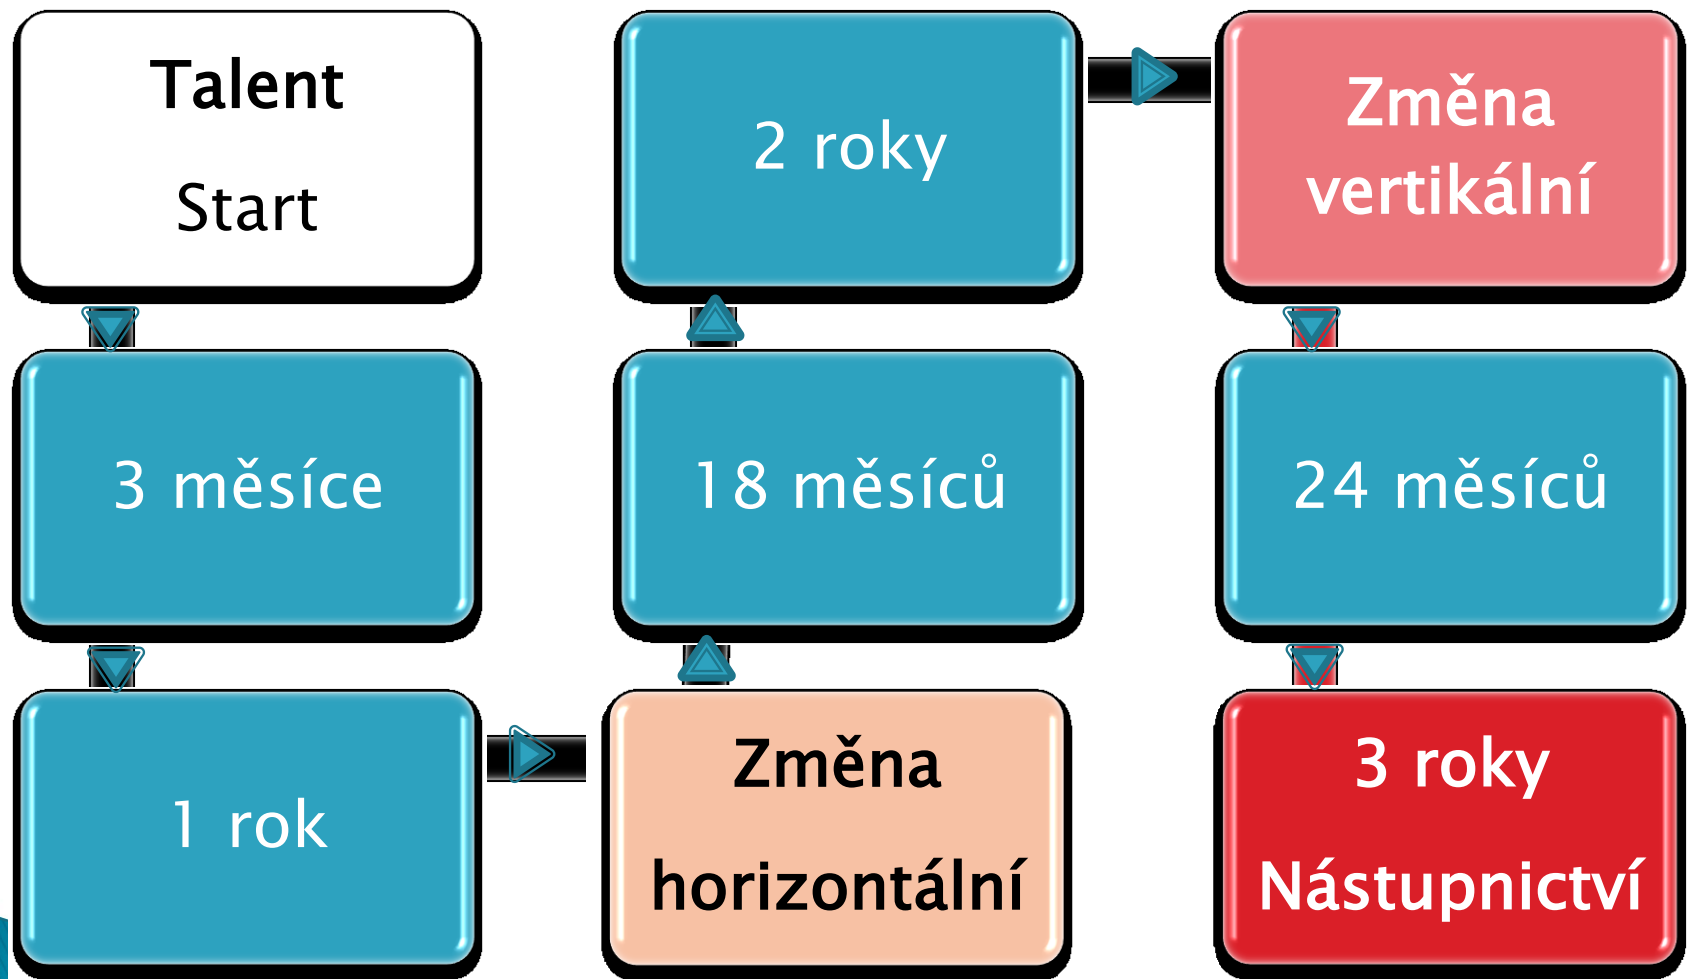 Talent
Start
3 měsíce
1 rok
Změna
horizontální
18 měsíců
2 roky
Změna
vertikální
24 měsíců
3 roky
Nástupnictví